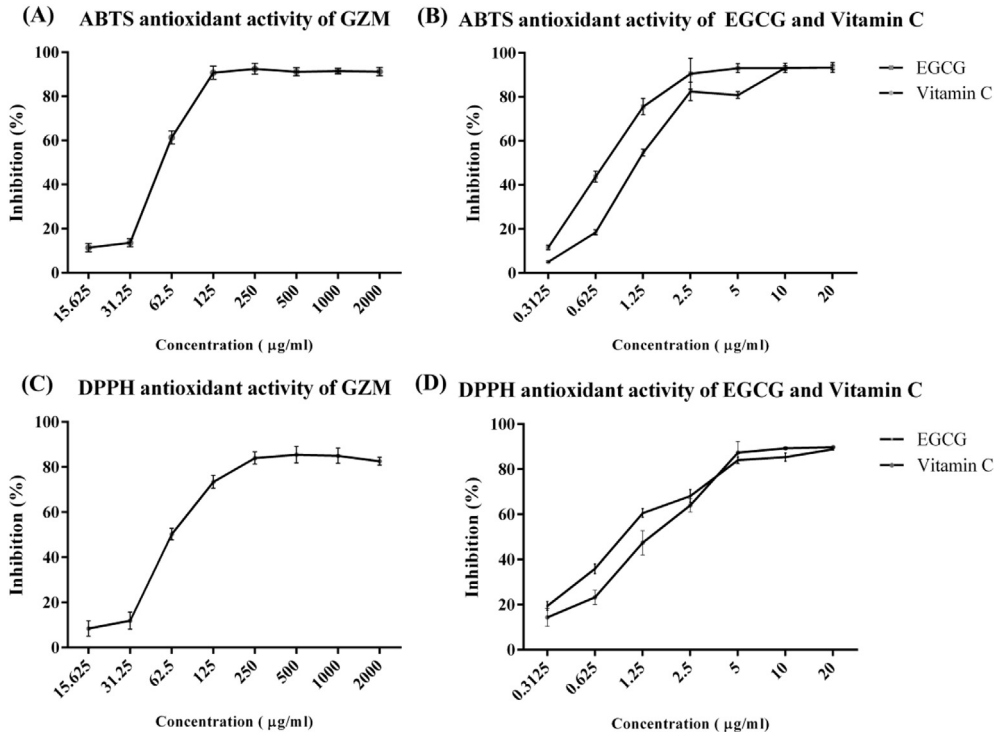 (A) ABTS antioxidant activity of GZM
Inhibition (%)
100
80
60
40
20
0
15.625 31.25 62.5 125 250 500 1000 2000
Concentration ( µg/ml)
(B) ABTS antioxidant activity of EGCG and Vitamin C
Inhibition (%)
100
80
60
40
20
0
0.3125 0.625 1.25 2.5 5 10 20
Concentration ( µg/ml)
EGCG
Vitamin C
(C) DPPH antioxidant activity of GZM
Inhibition (%)
100
80
60
40
20
0
15.625 31.25 62.5 125 250 500 1000 2000
Concentration ( µg/ml)
(D) DPPH antioxidant activity of EGCG and Vitamin C
Inhibition (%)
100
80
60
40
20
0
0.3125 0.625 1.25 2.5 5 10 20
Concentration ( µg/ml)
EGCG
Vitamin C